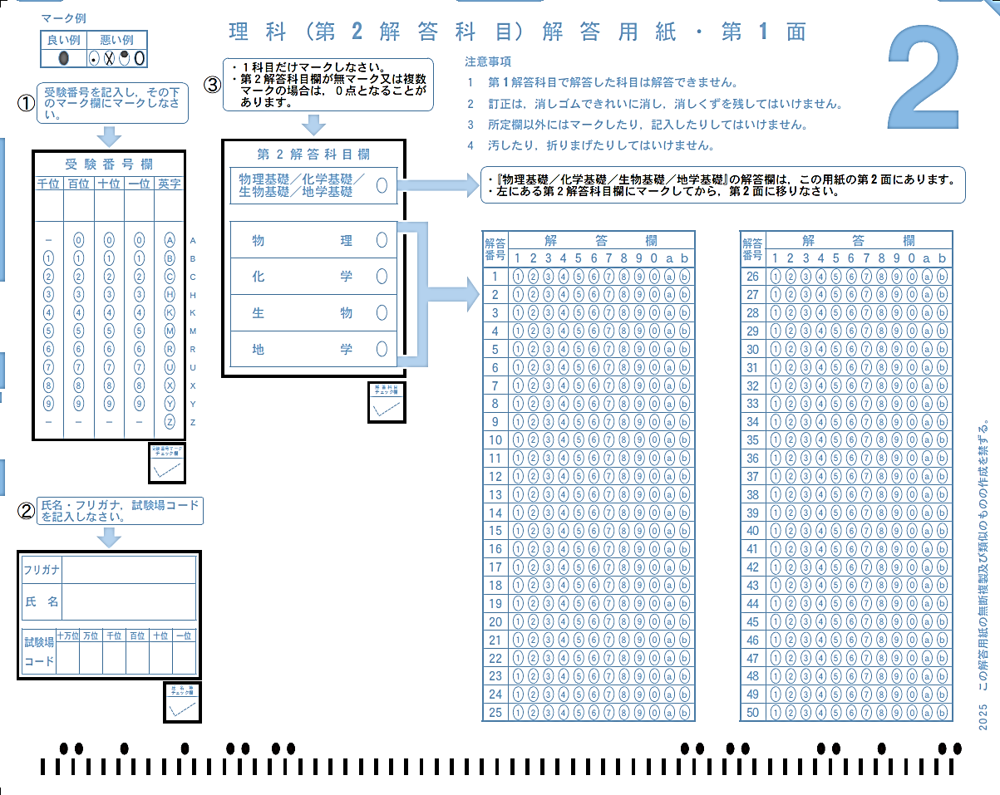 マーク例
良い例 悪い例
理科(第2解答科目)解答用紙・第1面
2
① 受験番号を記入し，その下
のマーク欄にマークしなさ
い。
受験番号欄
千位 百位 十位 一位 英字
－ 0 0 0 A A
1 1 1 1 B B
2 2 2 2 C C
3 3 3 3 H H
4 4 4 4 K K
5 5 5 5 M M
6 6 6 6 R R
7 7 7 7 U U
8 8 8 8 X X
9 9 9 9 Y Y
－ － － － Z Z
受験番号マーク
チェック欄
② 氏名・フリガナ，試験場コード
を記入しなさい。
フリガナ
氏 名
試験場
コード
十万位 万位 千位 百位 十位 一位
氏名等
チェック欄
③ ・1科目だけマークしなさい。
・第2解答科目欄が無マーク又は複数
マークの場合は，0点となることが
あります。
第2解答科目欄
物理基礎／化学基礎／
生物基礎／地学基礎
物 理
化 学
生 物
地 学
解答科目
チェック欄
注意事項
1 第1解答科目で解答した科目は解答できません。
2 訂正は，消しゴムできれいに消し，消しくずを残してはいけません。
3 所定欄以外にはマークしたり，記入したりしてはいけません。
4 汚したり，折りまげたりしてはいけません。
・『物理基礎／化学基礎／生物基礎／地学基礎』の解答欄は，この用紙の第2面にあります。
・左にある第2解答科目欄にマークしてから，第2面に移りなさい。
解答
番号
解 答 欄
1 2 3 4 5 6 7 8 9 0 a b
1 1 2 3 4 5 6 7 8 9 0 a b
2 1 2 3 4 5 6 7 8 9 0 a b
3 1 2 3 4 5 6 7 8 9 0 a b
4 1 2 3 4 5 6 7 8 9 0 a b
5 1 2 3 4 5 6 7 8 9 0 a b
6 1 2 3 4 5 6 7 8 9 0 a b
7 1 2 3 4 5 6 7 8 9 0 a b
8 1 2 3 4 5 6 7 8 9 0 a b
9 1 2 3 4 5 6 7 8 9 0 a b
10 1 2 3 4 5 6 7 8 9 0 a b
11 1 2 3 4 5 6 7 8 9 0 a b
12 1 2 3 4 5 6 7 8 9 0 a b
13 1 2 3 4 5 6 7 8 9 0 a b
14 1 2 3 4 5 6 7 8 9 0 a b
15 1 2 3 4 5 6 7 8 9 0 a b
16 1 2 3 4 5 6 7 8 9 0 a b
17 1 2 3 4 5 6 7 8 9 0 a b
18 1 2 3 4 5 6 7 8 9 0 a b
19 1 2 3 4 5 6 7 8 9 0 a b
20 1 2 3 4 5 6 7 8 9 0 a b
21 1 2 3 4 5 6 7 8 9 0 a b
22 1 2 3 4 5 6 7 8 9 0 a b
23 1 2 3 4 5 6 7 8 9 0 a b
24 1 2 3 4 5 6 7 8 9 0 a b
25 1 2 3 4 5 6 7 8 9 0 a b
解答
番号
解 答 欄
1 2 3 4 5 6 7 8 9 0 a b
26 1 2 3 4 5 6 7 8 9 0 a b
27 1 2 3 4 5 6 7 8 9 0 a b
28 1 2 3 4 5 6 7 8 9 0 a b
29 1 2 3 4 5 6 7 8 9 0 a b
30 1 2 3 4 5 6 7 8 9 0 a b
31 1 2 3 4 5 6 7 8 9 0 a b
32 1 2 3 4 5 6 7 8 9 0 a b
33 1 2 3 4 5 6 7 8 9 0 a b
34 1 2 3 4 5 6 7 8 9 0 a b
35 1 2 3 4 5 6 7 8 9 0 a b
36 1 2 3 4 5 6 7 8 9 0 a b
37 1 2 3 4 5 6 7 8 9 0 a b
38 1 2 3 4 5 6 7 8 9 0 a b
39 1 2 3 4 5 6 7 8 9 0 a b
40 1 2 3 4 5 6 7 8 9 0 a b
41 1 2 3 4 5 6 7 8 9 0 a b
42 1 2 3 4 5 6 7 8 9 0 a b
43 1 2 3 4 5 6 7 8 9 0 a b
44 1 2 3 4 5 6 7 8 9 0 a b
45 1 2 3 4 5 6 7 8 9 0 a b
46 1 2 3 4 5 6 7 8 9 0 a b
47 1 2 3 4 5 6 7 8 9 0 a b
48 1 2 3 4 5 6 7 8 9 0 a b
49 1 2 3 4 5 6 7 8 9 0 a b
50 1 2 3 4 5 6 7 8 9 0 a b
2025 この解答用紙の無断複製及び類似のものの作成を禁ずる。